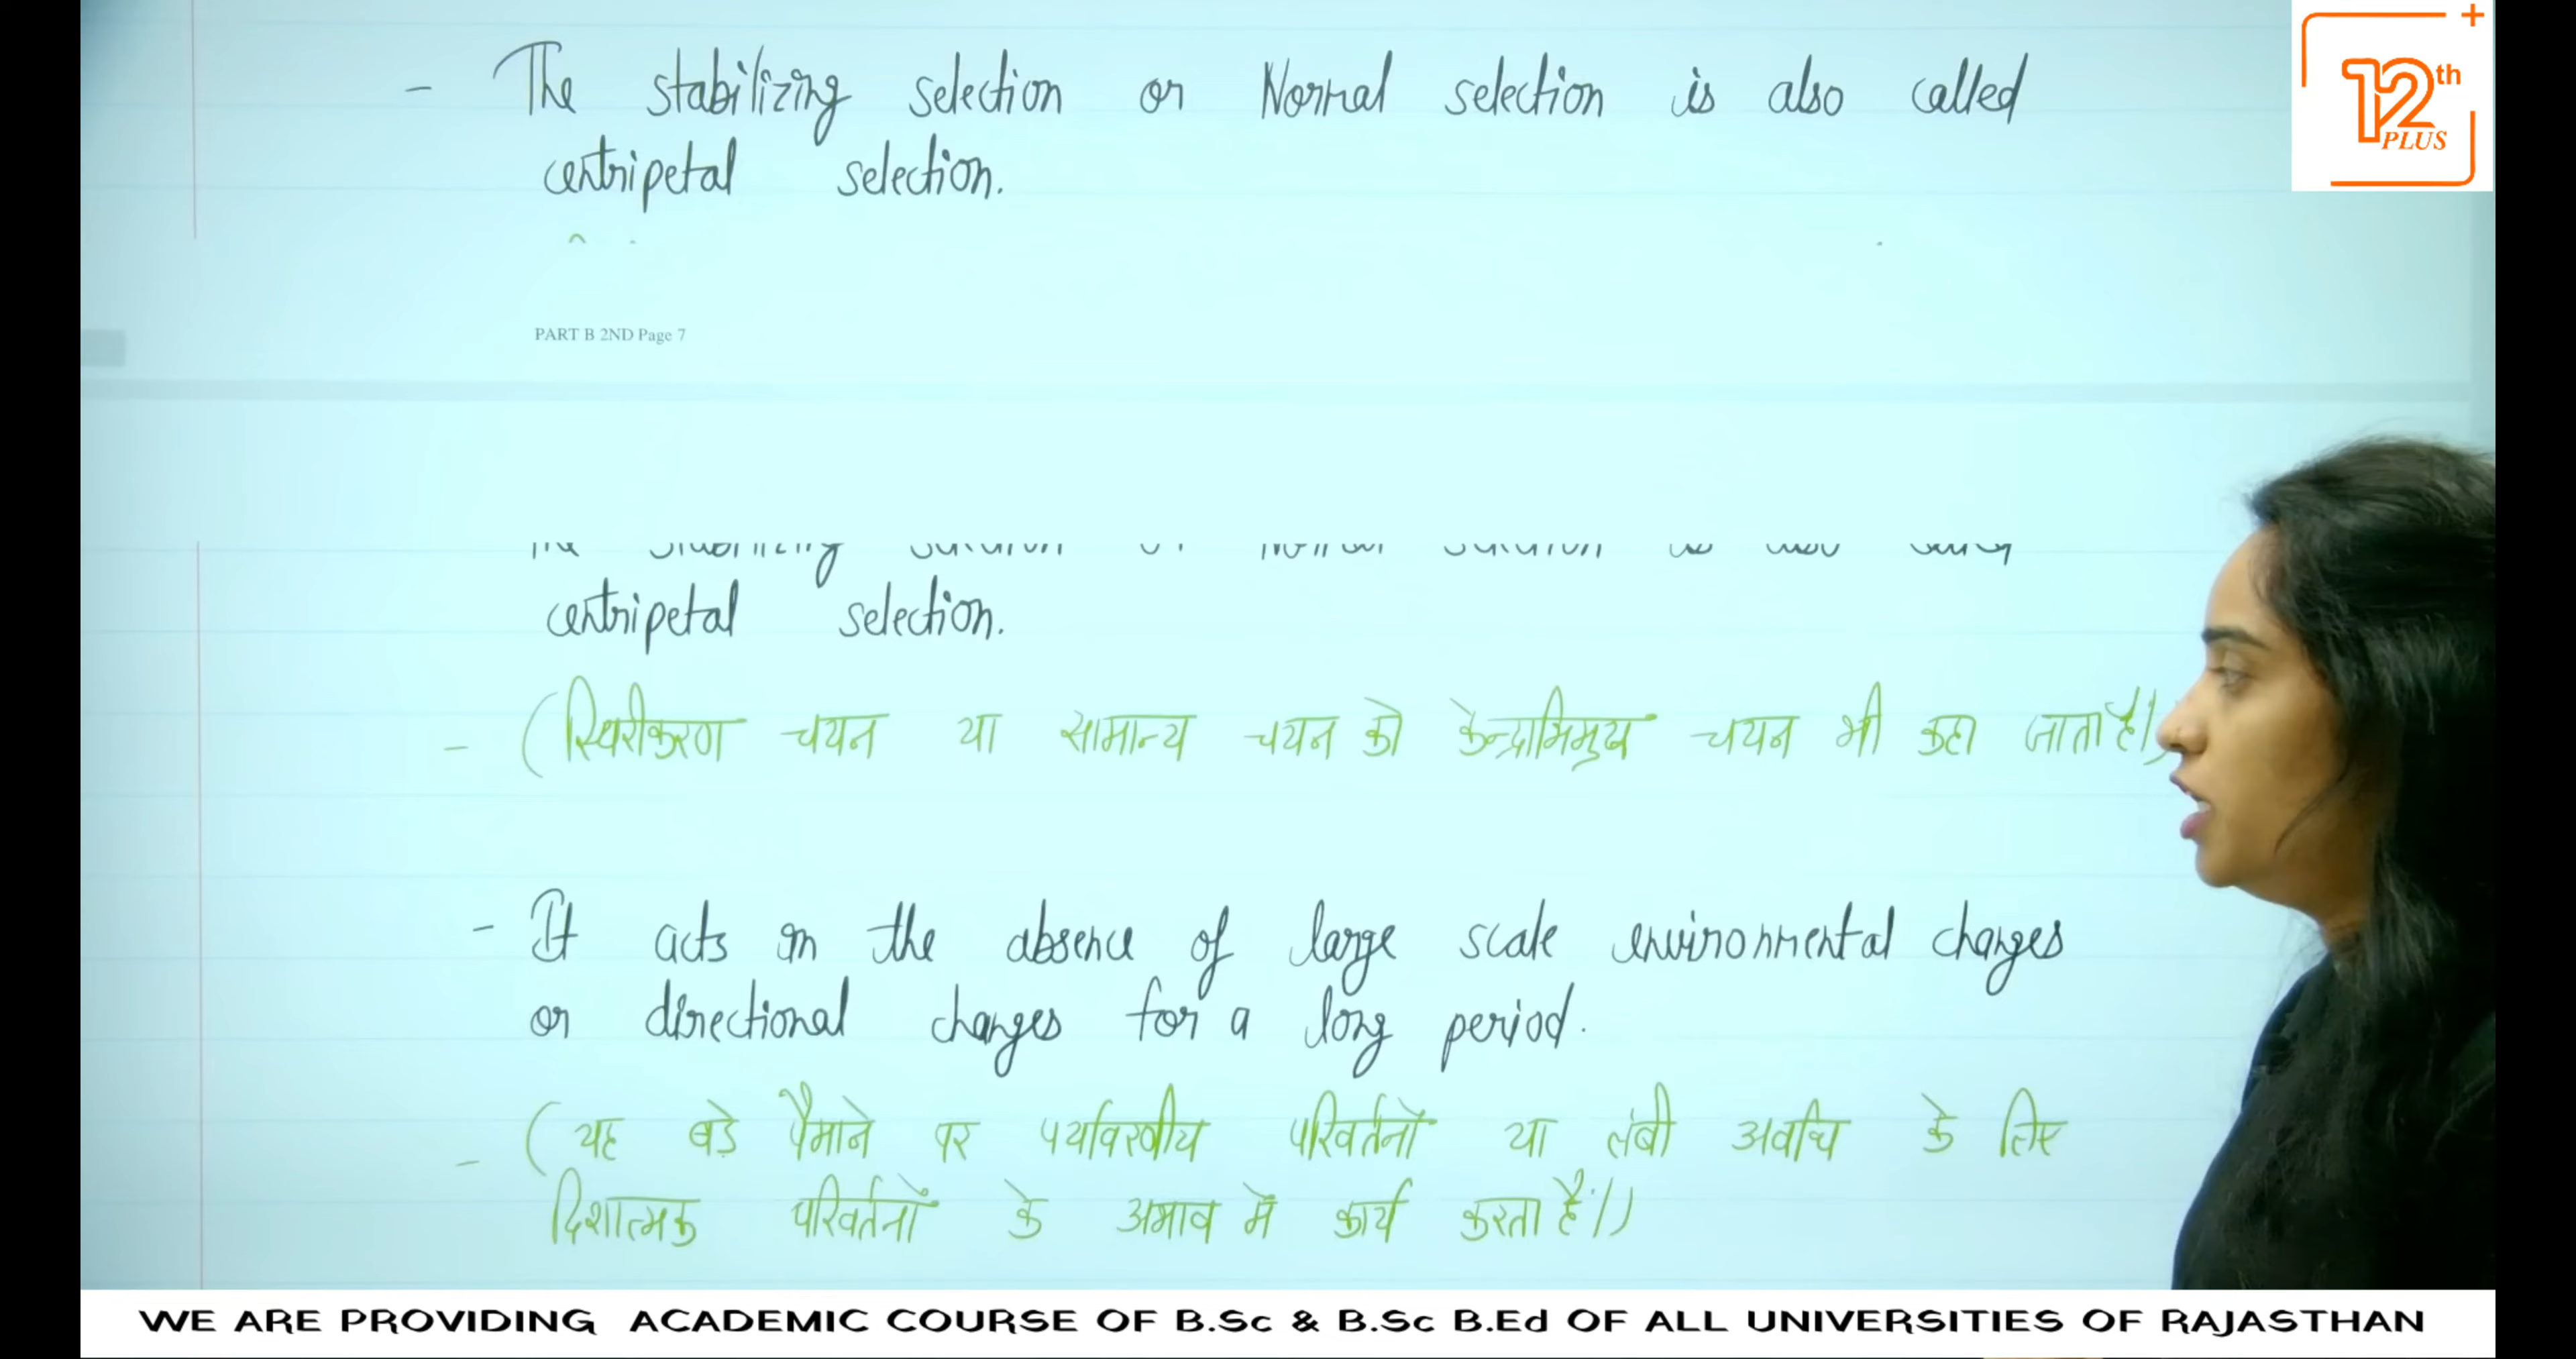 - The stabilizing selection or Normal selection is also called
centripetal selection.
PART B 2ND Page 7
centripetal selection.
- (स्थिरीकरण चयन या सामान्य चयन को केन्द्राभिमुख चयन भी कहा जाता है।)
- It acts in the absence of large scale environmental changes
or directional changes for a long period.
- (यह बड़े पैमाने पर पर्यावरणीय परिवर्तनों या लंबी अवधि के लिए
दिशात्मक परिवर्तनों के अभाव में कार्य करता है।)
+
12th
PLUS
WE ARE PROVIDING ACADEMIC COURSE OF B.Sc & B.Sc B.Ed OF ALL UNIVERSITIES OF RAJASTHAN